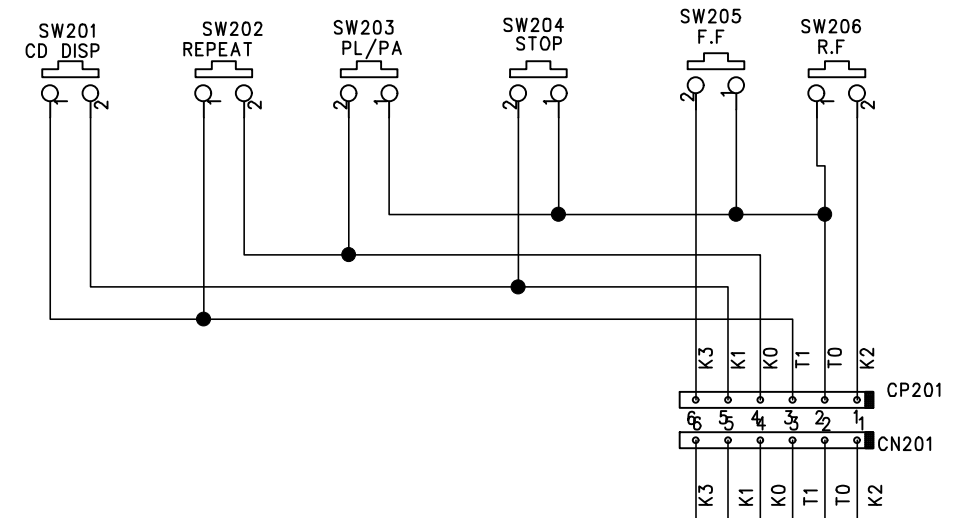 SW201
CD DISP
SW202
REPEAT
SW203
PL/PA
SW204
STOP
SW205
F.F
SW206
R.F
1 2
1 2
2 1
2 1
2 1
1 2
K3 K1 K0 T1 T0 K2
CP201
6 5 4 3 2 1
6 5 4 3 2 1
CN201
K3 K1 K0 T1 T0 K2